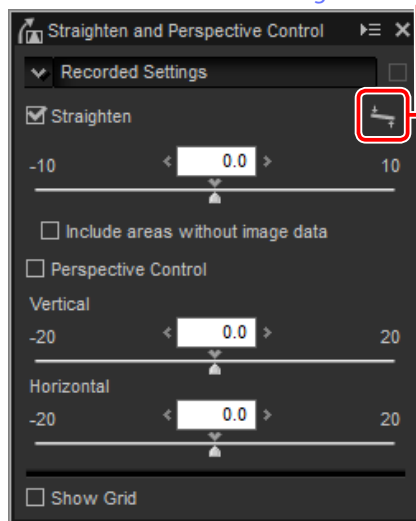 Straighten and Perspective Control
Recorded Settings
Straighten
-10 0.0 10
Include areas without image data
Perspective Control
Vertical
-20 0.0 20
Horizontal
-20 0.0 20
Show Grid